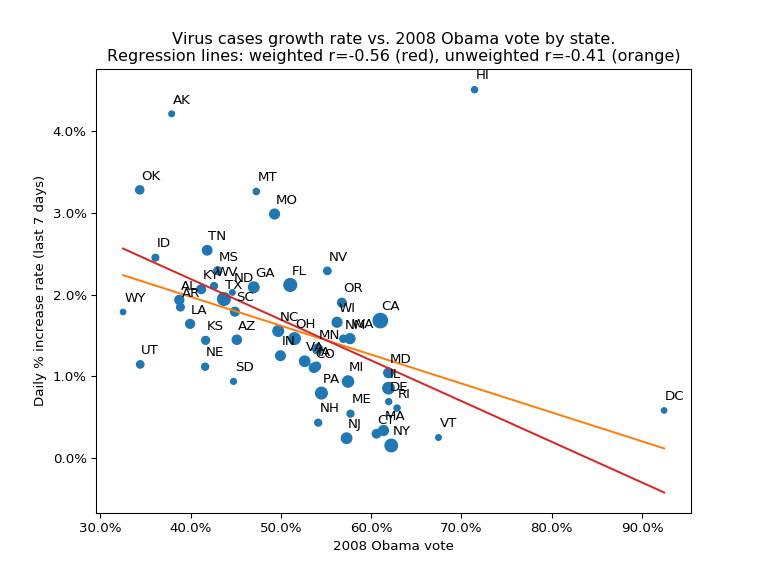 Virus cases growth rate vs. 2008 Obama vote by state.
Regression lines: weighted r=-0.56 (red), unweighted r=-0.41 (orange)
HI
AK
4.0%
OK
MT
MO
3.0%
TN
ID
MS
NV
KY
WV
ND
GA
FL
AL
AR
TX
OR
2.0%
WY
SC
LA
WI
CA
NC
OH
KS
AZ
MN
NM
WA
IN
VA
IA
CO
UT
NE
MD
1.0%
SD
MI
IL
PA
DE
RI
ME
DC
NH
MA
CT
NJ
NY
VT
0.0%
Daily % increase rate (last 7 days)
30.0% 40.0% 50.0% 60.0% 70.0% 80.0% 90.0%
2008 Obama vote